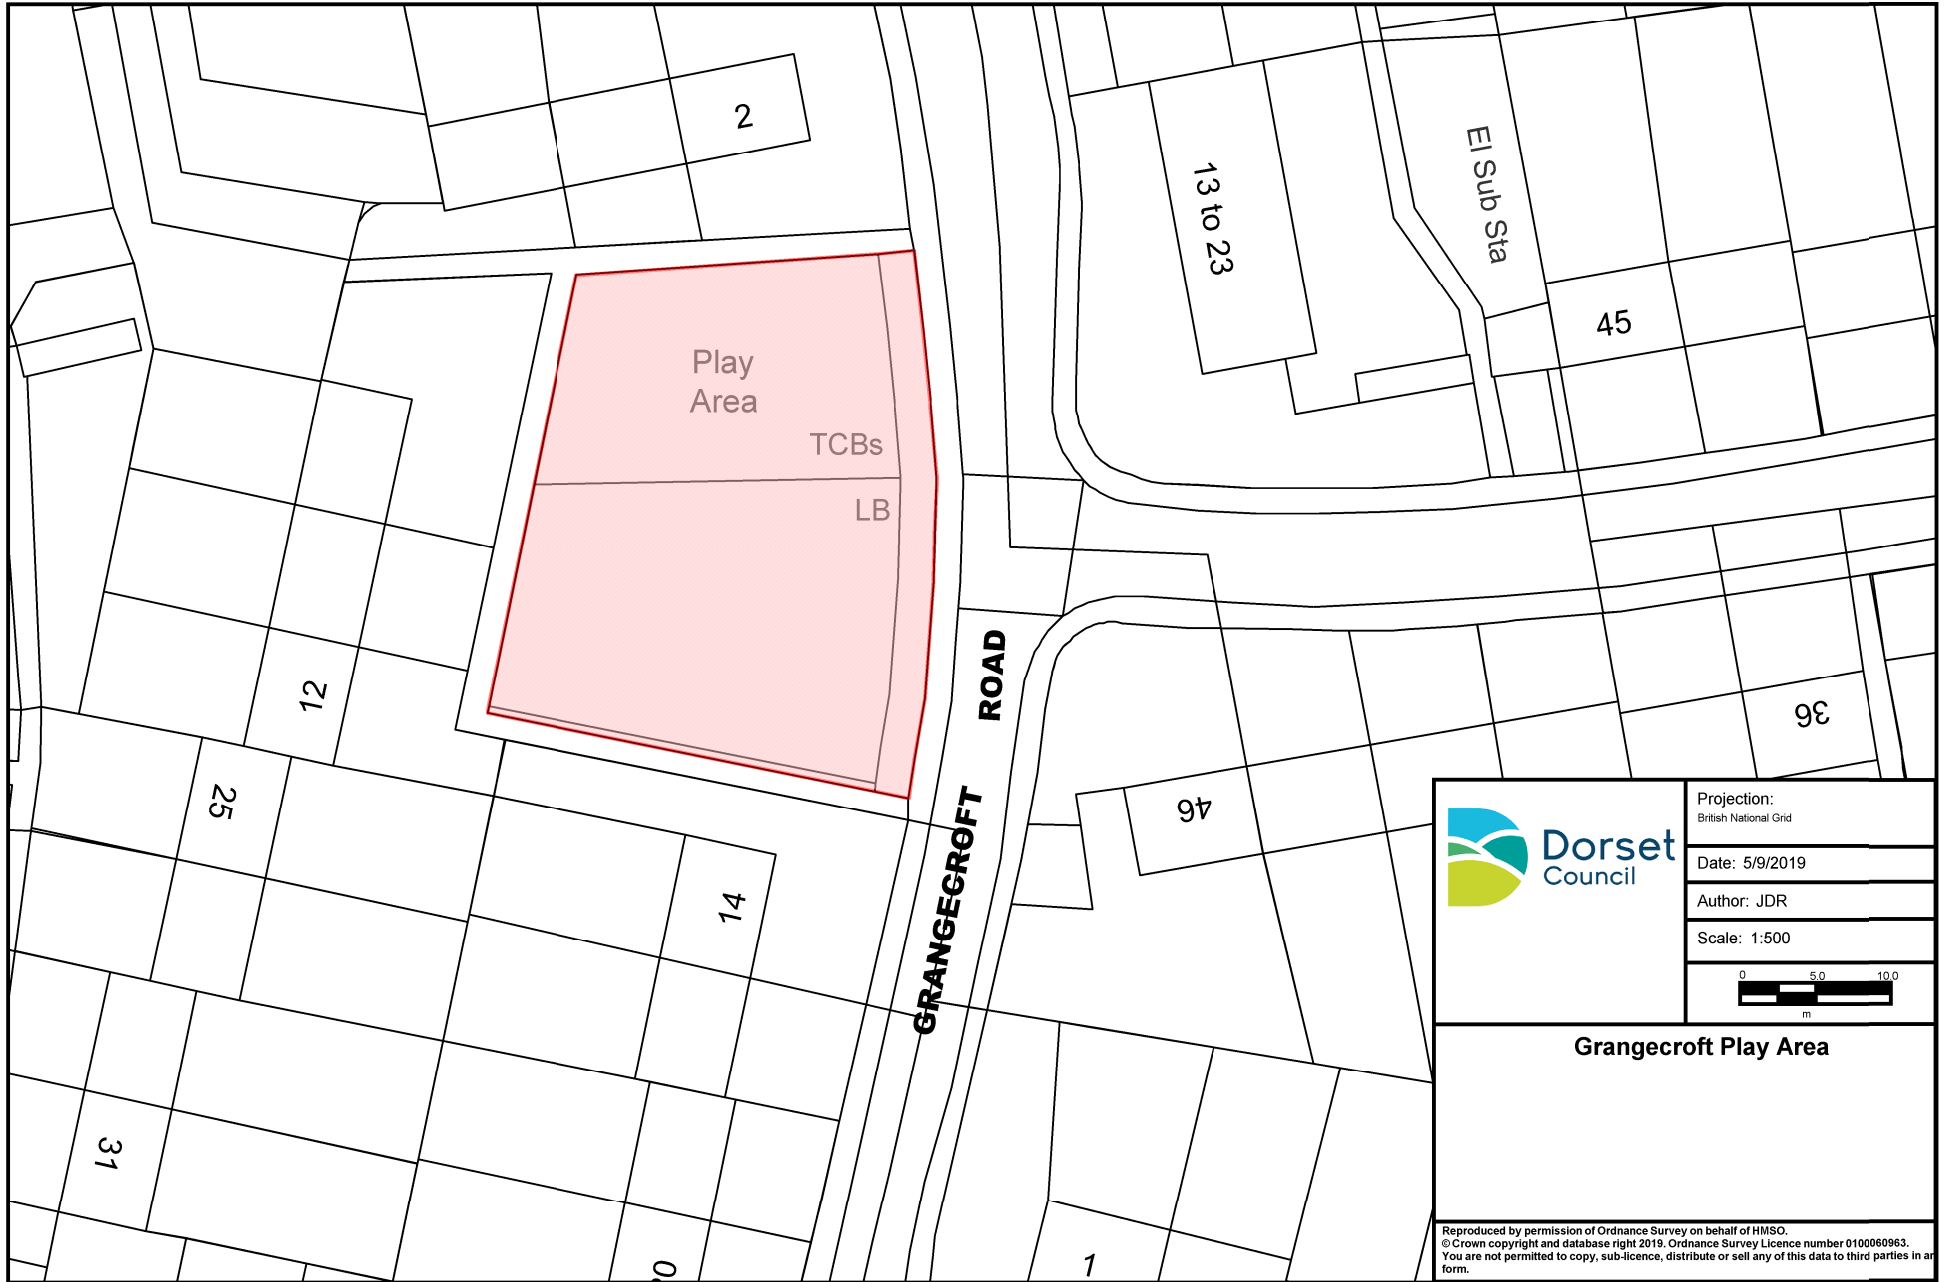 2
13 to 23
El Sub Sta
45
Play
Area
TCBs
LB
12
ROAD
GRANGECROFT
36
46
25
14
31
1
Dorset
Council
Projection:
British National Grid
Date: 5/9/2019
Author: JDR
Scale: 1:500
0 5.0 10.0
m
Grangecroft Play Area
Reproduced by permission of Ordnance Survey on behalf of HMSO.
© Crown copyright and database right 2019. Ordnance Survey Licence number 0100060963.
You are not permitted to copy, sub-licence, distribute or sell any of this data to third parties in
form.